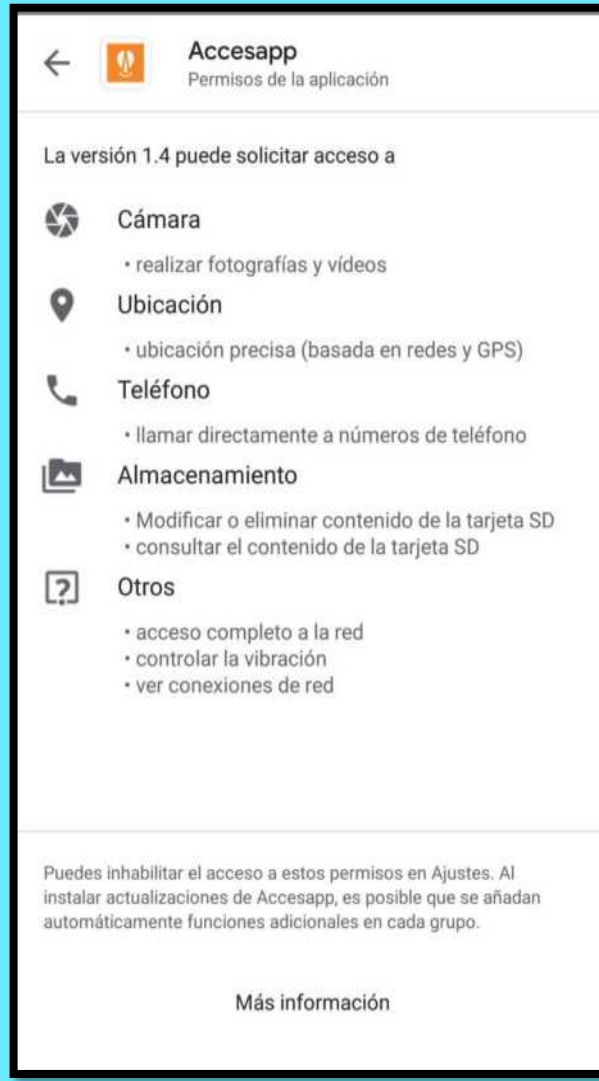 Accesapp
Permisos de la aplicación
La versión 1.4 puede solicitar acceso a
Cámara
• realizar fotografías y vídeos
Ubicación
• ubicación precisa (basada en redes y GPS)
Teléfono
• llamar directamente a números de teléfono
Almacenamiento
• Modificar o eliminar contenido de la tarjeta SD
• consultar el contenido de la tarjeta SD
Otros
• acceso completo a la red
• controlar la vibración
• ver conexiones de red
Puedes inhabilitar el acceso a estos permisos en Ajustes. Al
instalar actualizaciones de Accesapp, es posible que se añadan
automáticamente funciones adicionales en cada grupo.
Más información